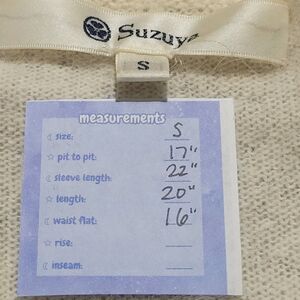 Suzuya
S
measurements
☾ size: S
☆ pit to pit: 17"
☾ sleeve length: 22"
☆ length: 20"
☾ waist flat: 16"
☆ rise:
☾ inseam: